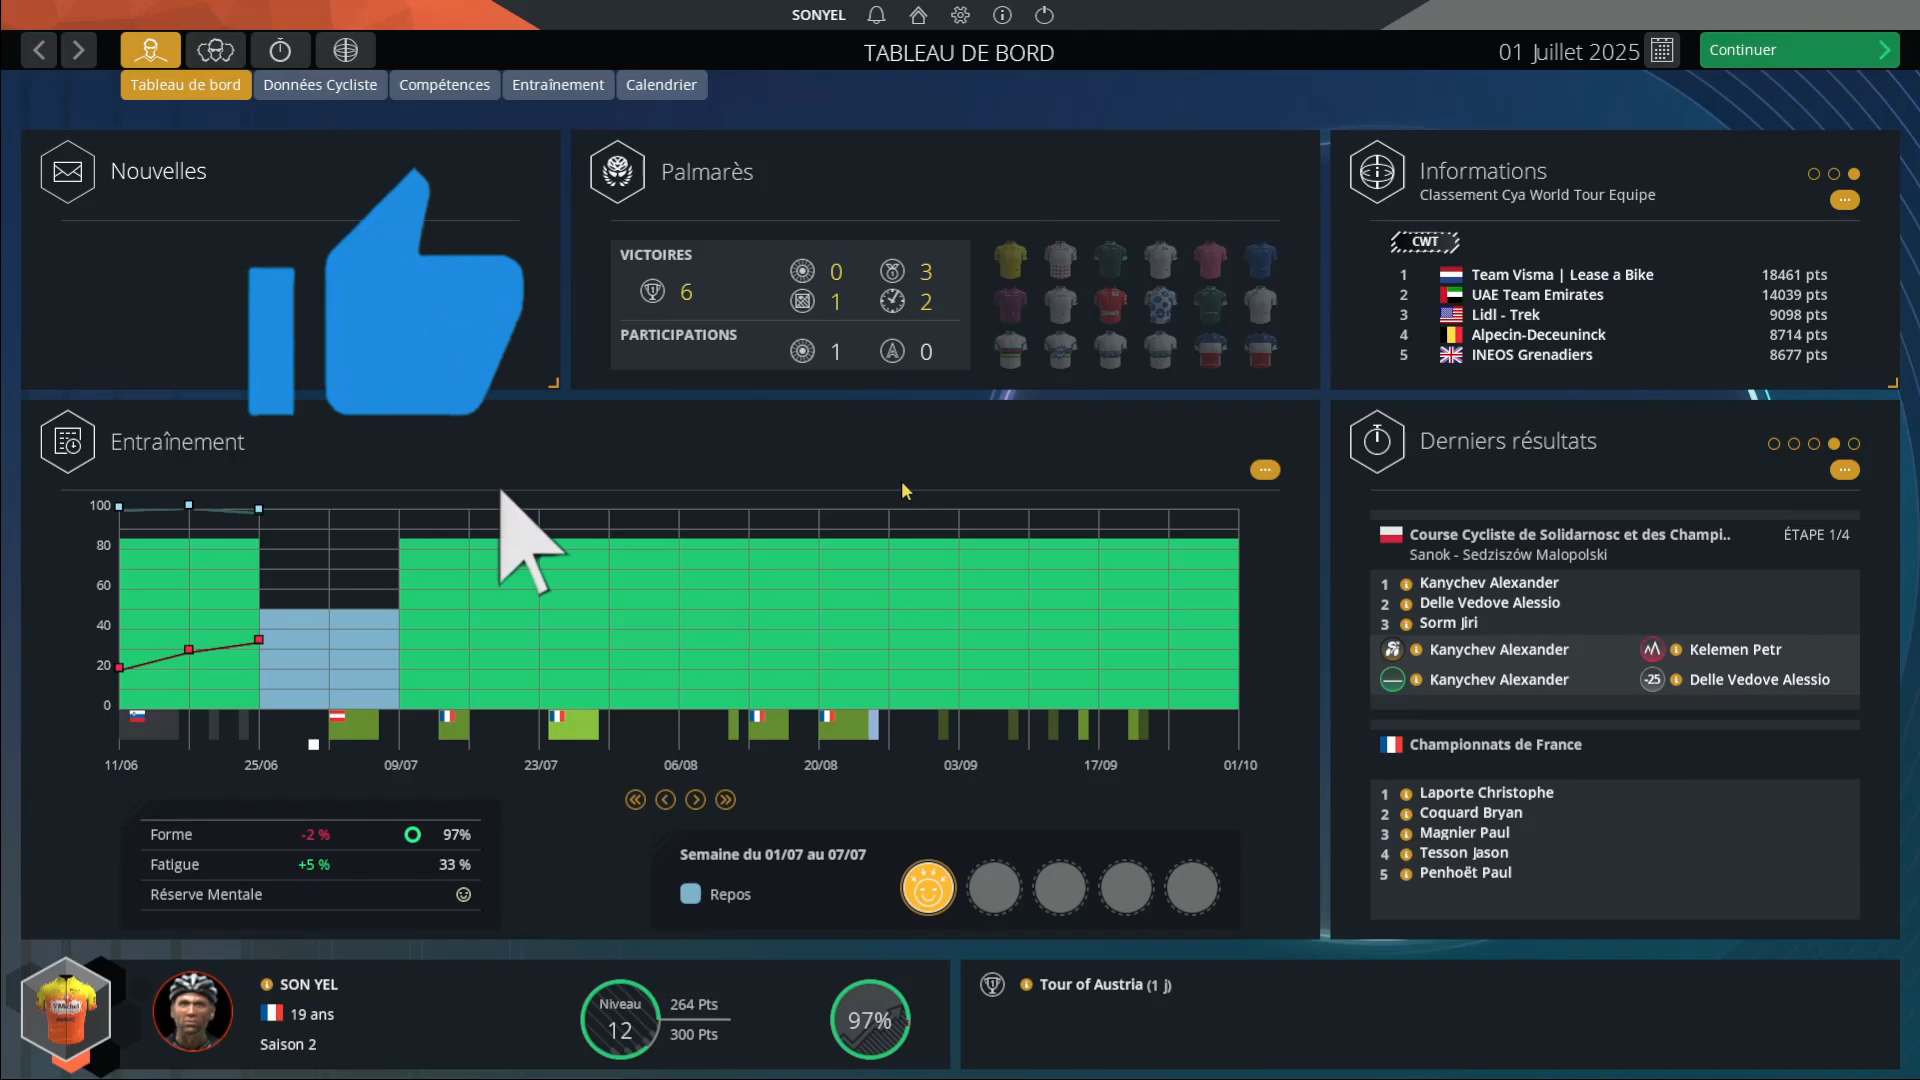 SONYEL
TABLEAU DE BORD
01 Juillet 2025
Continuer
Tableau de bord
Données Cycliste
Compétences
Entraînement
Calendrier
Nouvelles
Palmarès
VICTOIRES
6
0
3
1
2
PARTICIPATIONS
1
0
Informations
Classement Cya World Tour Equipe
CWT
1 Team Visma | Lease a Bike 18461 pts
2 UAE Team Emirates 14039 pts
3 Lidl - Trek 9098 pts
4 Alpecin-Deceuninck 8714 pts
5 INEOS Grenadiers 8677 pts
Entraînement
100
80
60
40
20
0
11/06 25/06 09/07 23/07 06/08 20/08 03/09 17/09 01/10
Forme -2 % 97%
Fatigue +5 % 33 %
Réserve Mentale
Semaine du 01/07 au 07/07
Repos
Derniers résultats
Course Cycliste de Solidarnosc et des Champi.. ÉTAPE 1/4
Sanok - Sedziszów Malopolski
1 Kanychev Alexander
2 Delle Vedove Alessio
3 Sorm Jiri
Kanychev Alexander Kelemen Petr
Kanychev Alexander -25 Delle Vedove Alessio
Championnats de France
1 Laporte Christophe
2 Coquard Bryan
3 Magnier Paul
4 Tesson Jason
5 Penhoët Paul
SON YEL
19 ans
Saison 2
Niveau
12
264 Pts
300 Pts
97%
Tour of Austria (1 j)